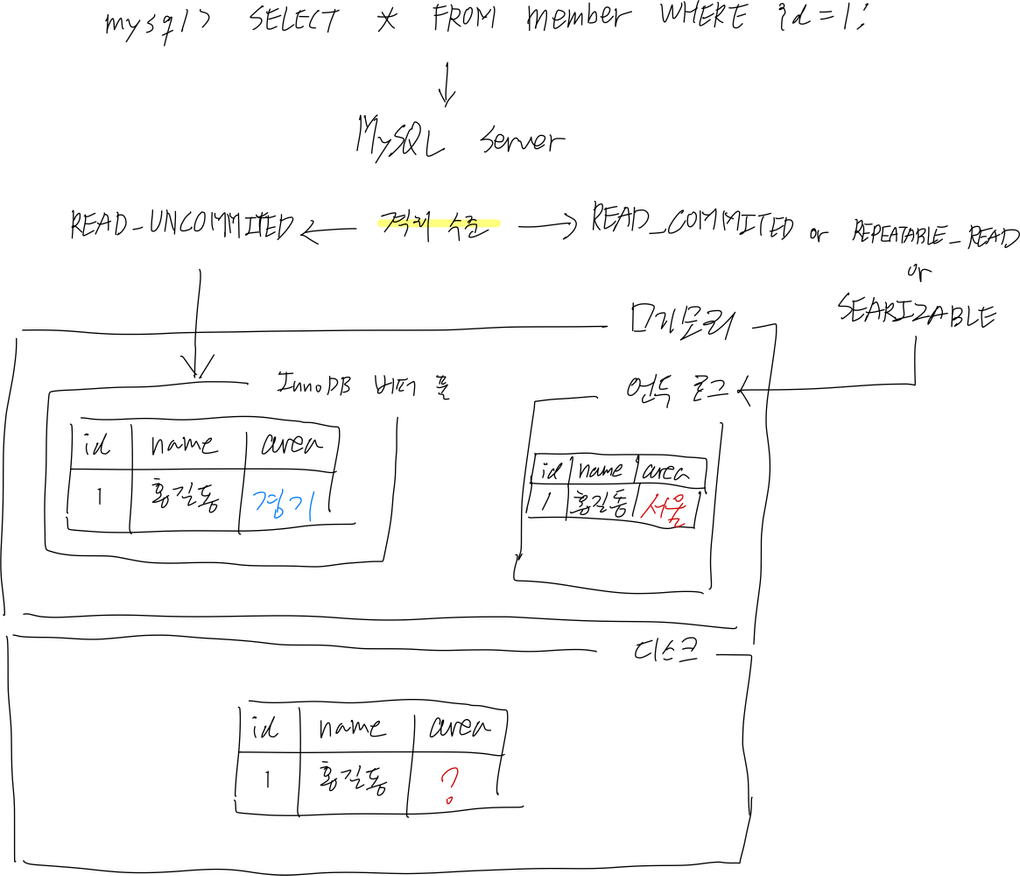 mysql> SELECT * FROM member WHERE id=1;
MySQL Server
READ_UNCOMMITED ← 격리 수준 → READ_COMMITED or REPEATABLE_READ
or
SEARIZABLE
메모리
InnoDB 버퍼 풀
언두 로그
id name area
1 홍길동 경기
id name area
1 홍길동 서울
디스크
id name area
1 홍길동 ?